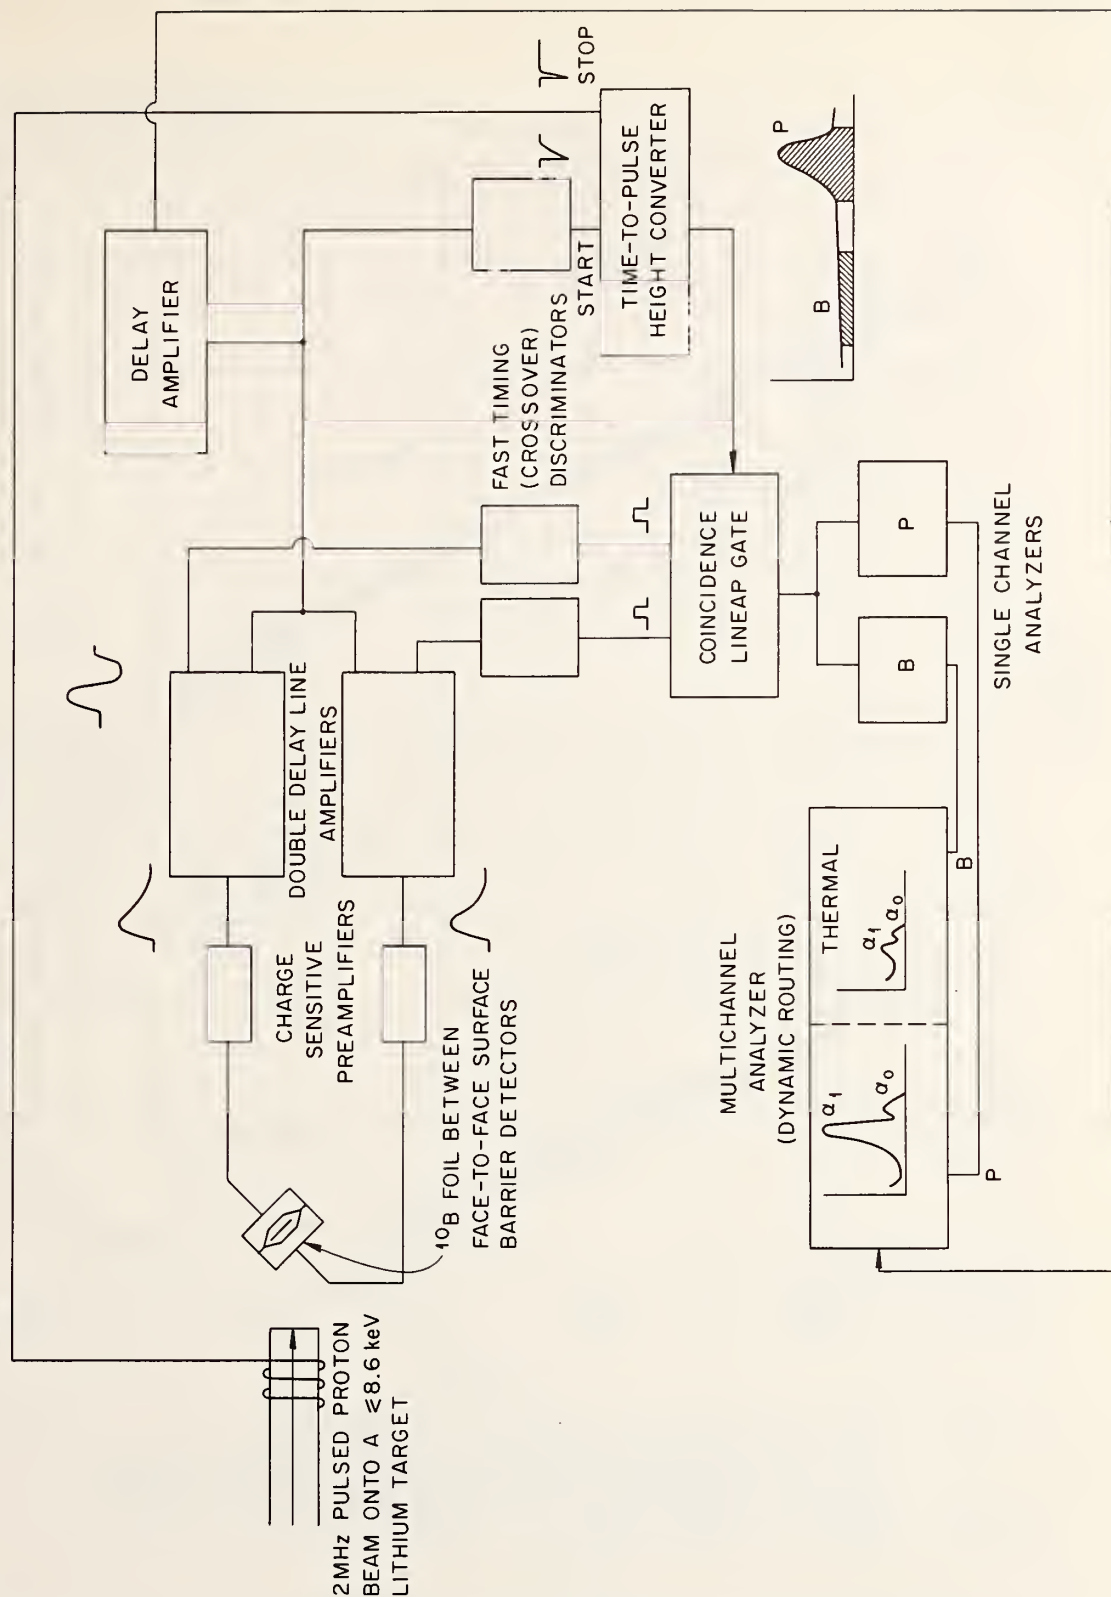 2MHz PULSED PROTON
BEAM ONTO A ≤8.6 keV
LITHIUM TARGET
10B FOIL BETWEEN
FACE-TO-FACE SURFACE
BARRIER DETECTORS
CHARGE
SENSITIVE
PREAMPLIFIERS
DOUBLE DELAY LINE
AMPLIFIERS
DELAY
AMPLIFIER
FAST TIMING
(CROSSOVER)
DISCRIMINATORS
START
STOP
TIME-TO-PULSE
HEIGHT CONVERTER
COINCIDENCE
LINEAP GATE
B
P
SINGLE CHANNEL
ANALYZERS
B
P
MULTICHANNEL
ANALYZER
(DYNAMIC ROUTING)
α1
α0
THERMAL
α1
α0
P
B